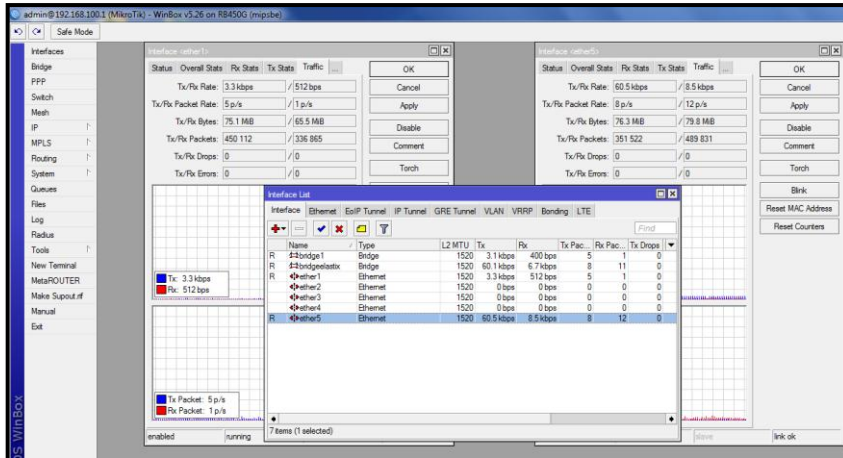 admin@192.168.100.1 (MikroTik) - WinBox v5.26 on RB450G (mipsbe)
Safe Mode
Interfaces
Bridge
PPP
Switch
Mesh
IP
MPLS
Routing
System
Queues
Files
Log
Radius
Tools
New Terminal
MetaROUTER
Make Supout.rif
Manual
Exit
OS WinBox
Interface <ether1>
Status Overall Stats Rx Stats Tx Stats Traffic ...
Tx/Rx Rate: 3.3 kbps / 512 bps
Tx/Rx Packet Rate: 5 p/s / 1 p/s
Tx/Rx Bytes: 75.1 MiB / 65.5 MiB
Tx/Rx Packets: 450 112 / 336 865
Tx/Rx Drops: 0 / 0
Tx/Rx Errors: 0 / 0
OK
Cancel
Apply
Disable
Comment
Torch
Tx: 3.3 kbps
Rx: 512 bps
Tx Packet: 5 p/s
Rx Packet: 1 p/s
enabled running
Interface <ether5>
Status Overall Stats Rx Stats Tx Stats Traffic ...
Tx/Rx Rate: 60.5 kbps / 8.5 kbps
Tx/Rx Packet Rate: 8 p/s / 12 p/s
Tx/Rx Bytes: 76.3 MiB / 79.8 MiB
Tx/Rx Packets: 351 522 / 489 831
Tx/Rx Drops: 0 / 0
Tx/Rx Errors: 0 / 0
OK
Cancel
Apply
Disable
Comment
Torch
Blink
Reset MAC Address
Reset Counters
slave link ok
Interface List
Interface Ethernet EoIP Tunnel IP Tunnel GRE Tunnel VLAN VRRP Bonding LTE
Find
Name Type L2 MTU Tx Rx Tx Pac... Rx Pac... Tx Drops
R bridge1 Bridge 1520 3.1 kbps 400 bps 5 1 0
R bridgeelastix Bridge 1520 60.1 kbps 6.7 kbps 8 11 0
R ether1 Ethernet 1520 3.3 kbps 512 bps 5 1 0
ether2 Ethernet 1520 0 bps 0 bps 0 0 0
ether3 Ethernet 1520 0 bps 0 bps 0 0 0
ether4 Ethernet 1520 0 bps 0 bps 0 0 0
R ether5 Ethernet 1520 60.5 kbps 8.5 kbps 8 12 0
7 items (1 selected)